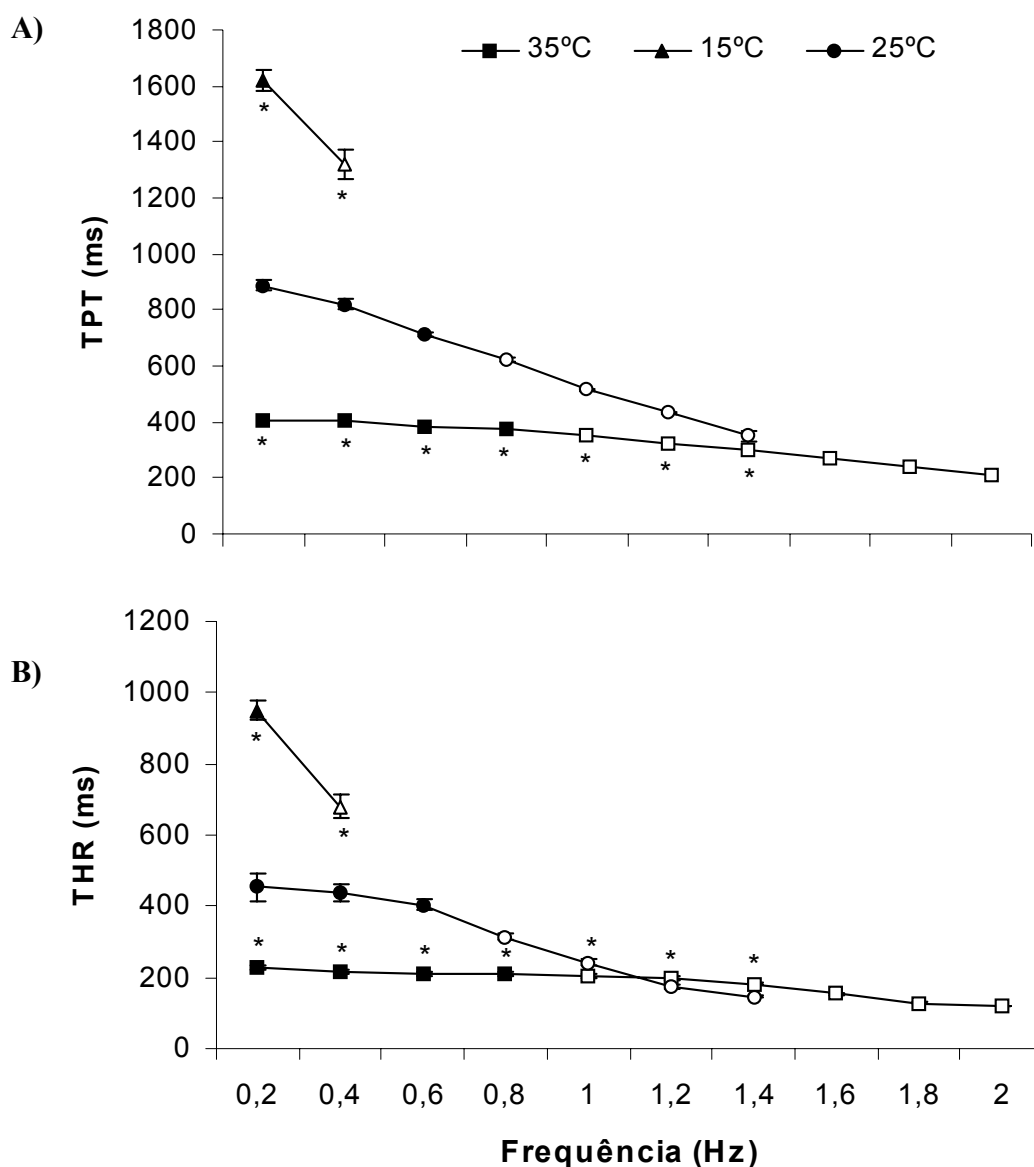 A)
35ºC 15ºC 25ºC
1800
1600
1400
1200
1000
800
600
400
200
0
TPT (ms)
*
*
* * * * * * *
B)
1200
1000
800
600
400
200
0
THR (ms)
*
*
* * * * * * *
0,2 0,4 0,6 0,8 1 1,2 1,4 1,6 1,8 2
Frequência (Hz)